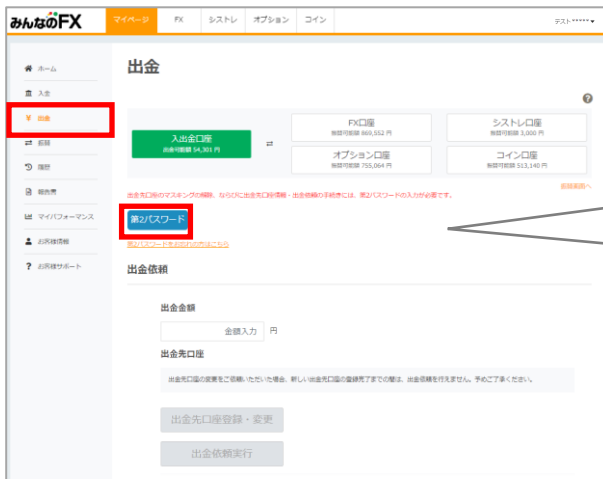 みんなのFX
マイページ FX シストレ オプション コイン
テスト*****
ホーム
入金
出金
振替
履歴
報告書
マイパフォーマンス
お客様情報
お客様サポート
出金
入出金口座
出金可能額 54,301 円
FX口座
振替可能額 869,552 円
シストレ口座
振替可能額 3,000 円
オプション口座
振替可能額 755,064 円
コイン口座
振替可能額 513,140 円
振替画面へ
出金先口座のマスキングの解除、ならびに出金先口座情報・出金依頼の手続きには、第2パスワードの入力が必要です。
第2パスワード
第2パスワードをお忘れの方はこちら
出金依頼
出金金額
金額入力 円
出金先口座
出金先口座の変更をご依頼いただいた場合、新しい出金先口座の登録完了までの間は、出金依頼を行えません。予めご了承ください。
出金先口座登録・変更
出金依頼実行